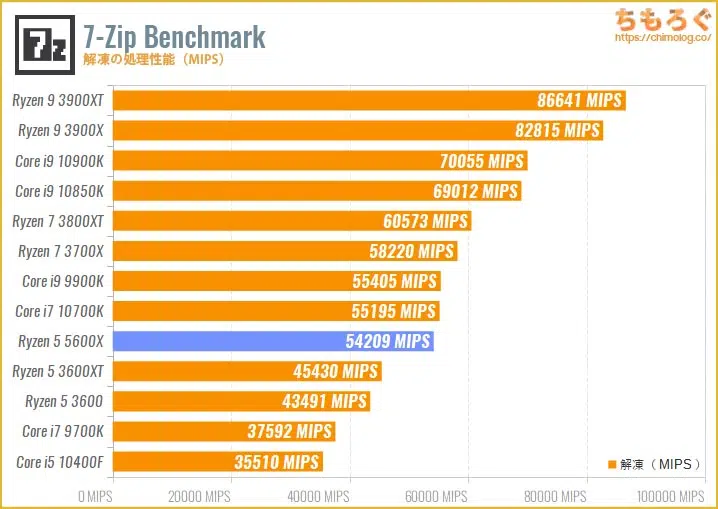 7z
7-Zip Benchmark
解凍の処理性能（MIPS）
ちもろぐ
https://chimolog.co/
Ryzen 9 3900XT 86641 MIPS
Ryzen 9 3900X 82815 MIPS
Core i9 10900K 70055 MIPS
Core i9 10850K 69012 MIPS
Ryzen 7 3800XT 60573 MIPS
Ryzen 7 3700X 58220 MIPS
Core i9 9900K 55405 MIPS
Core i7 10700K 55195 MIPS
Ryzen 5 5600X 54209 MIPS
Ryzen 5 3600XT 45430 MIPS
Ryzen 5 3600 43491 MIPS
Core i7 9700K 37592 MIPS
Core i5 10400F 35510 MIPS
解凍（MIPS）
0 MIPS 20000 MIPS 40000 MIPS 60000 MIPS 80000 MIPS 100000 MIPS